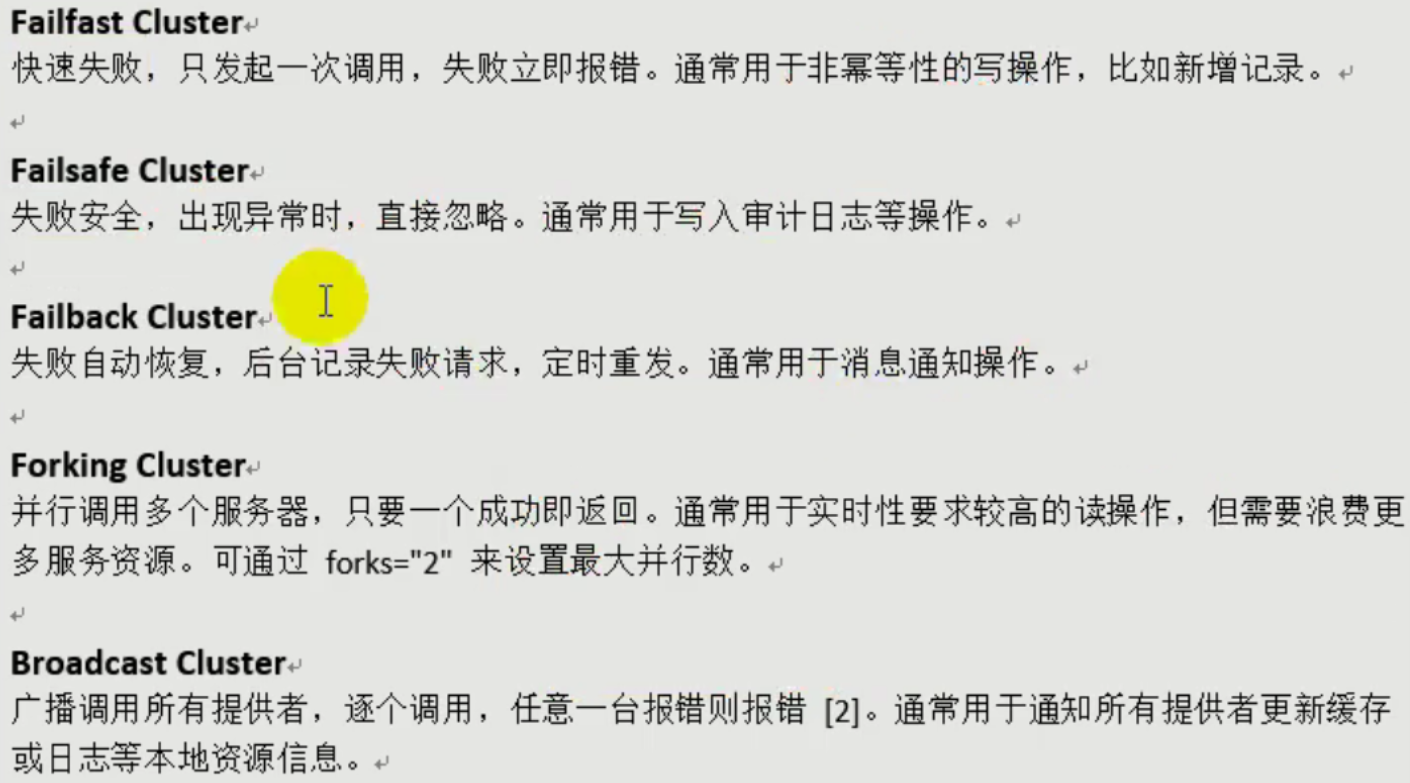 Failfast Cluster
快速失败，只发起一次调用，失败立即报错。通常用于非幂等性的写操作，比如新增记录。
Failsafe Cluster
失败安全，出现异常时，直接忽略。通常用于写入审计日志等操作。
Failback Cluster
失败自动恢复，后台记录失败请求，定时重发。通常用于消息通知操作。
Forking Cluster
并行调用多个服务器，只要一个成功即返回。通常用于实时性要求较高的读操作，但需要浪费更
多服务资源。可通过 forks="2" 来设置最大并行数。
Broadcast Cluster
广播调用所有提供者，逐个调用，任意一台报错则报错 [2]。通常用于通知所有提供者更新缓存
或日志等本地资源信息。